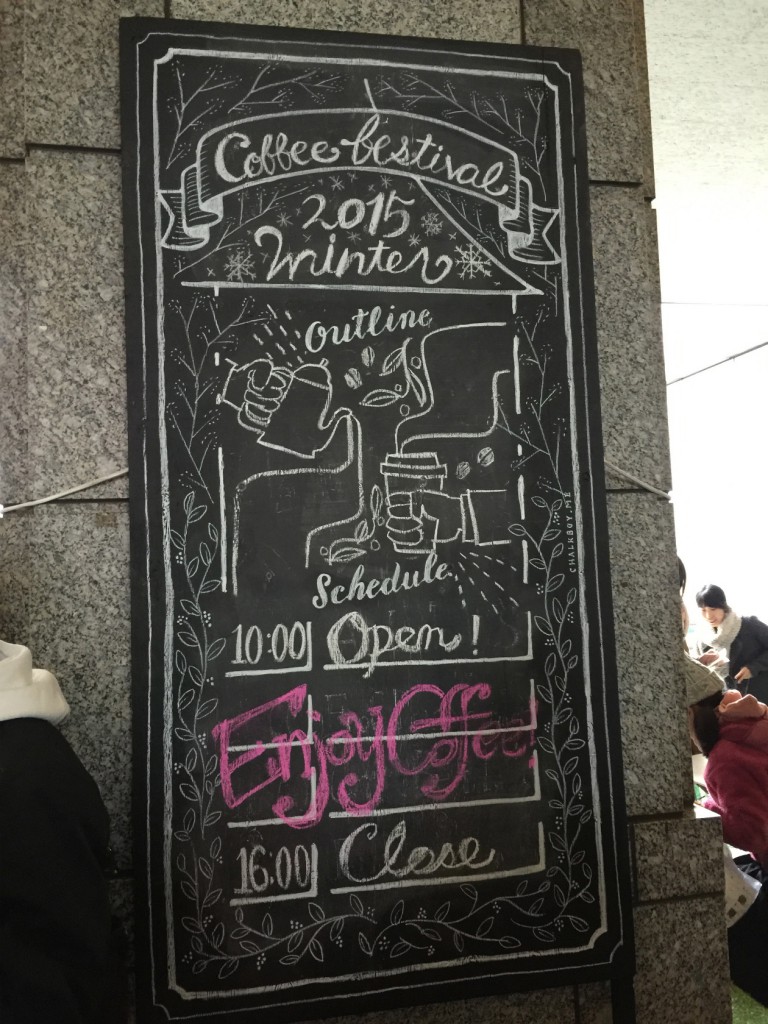 Coffee festival
2015
Winter
Outline
CHALKBOY.ME
Schedule
10:00 Open!
Enjoy Coffee!
16:00 Close